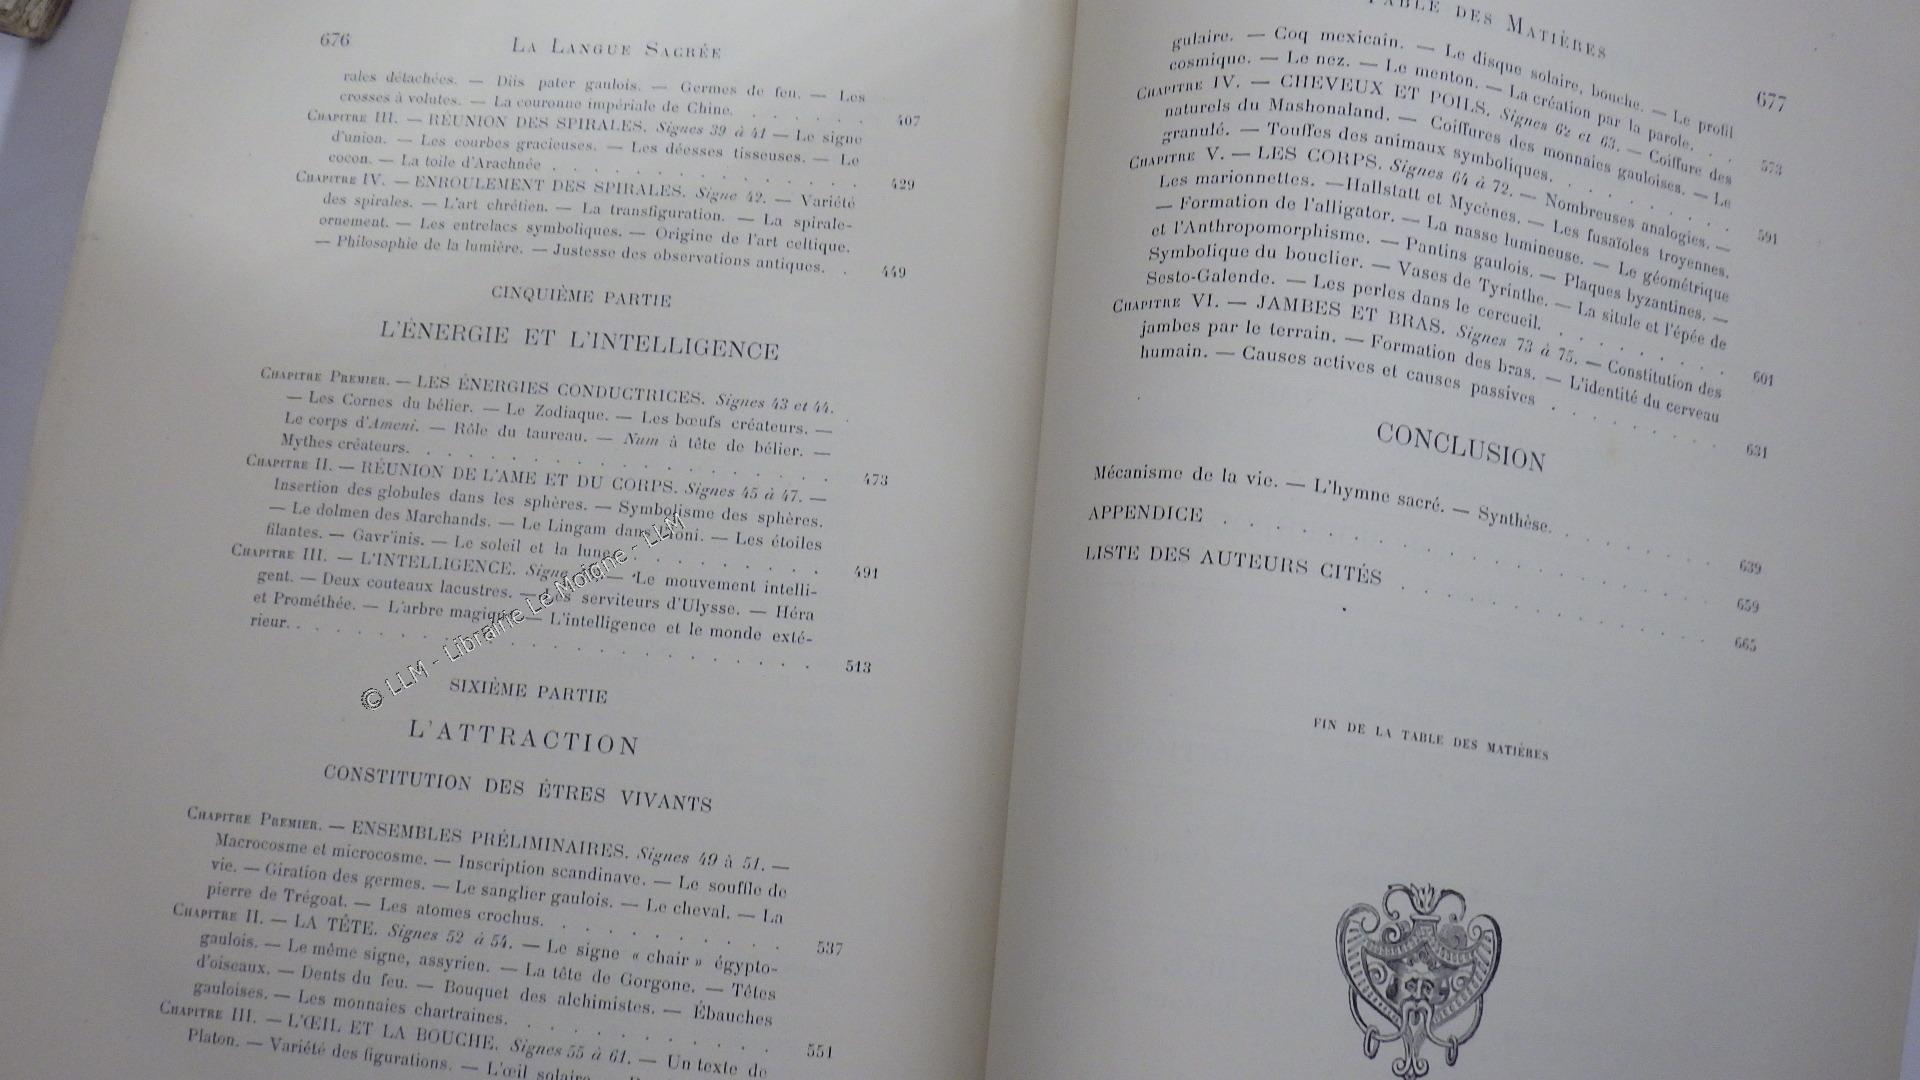 676
LA LANGUE SACRÉE
rales détachées. — Diis pater gaulois. — Germes de feu. — Les
crosses à volutes. — La couronne impériale de Chine. 407
CHAPITRE III. — RÉUNION DES SPIRALES. Signes 39 à 41 — Le signe
d'union. — Les courbes gracieuses. — Les déesses tisseuses. — Le
cocon. — La toile d'Arachnée 429
CHAPITRE IV. — ENROULEMENT DES SPIRALES. Signe 42. — Variété
des spirales. — L'art chrétien. — La transfiguration. — La spirale-
ornement. — Les entrelacs symboliques. — Origine de l'art celtique.
— Philosophie de la lumière. — Justesse des observations antiques. 449
CINQUIÈME PARTIE
L'ÉNERGIE ET L'INTELLIGENCE
CHAPITRE PREMIER. — LES ÉNERGIES CONDUCTRICES. Signes 43 et 44.
— Les Cornes du bélier. — Le Zodiaque. — Les bœufs créateurs. —
Le corps d'Ameni. — Rôle du taureau. — Num à tête de bélier. —
Mythes créateurs. 473
CHAPITRE II. — RÉUNION DE L'AME ET DU CORPS. Signes 45 à 47. —
Insertion des globules dans les sphères. — Symbolisme des sphères.
— Le dolmen des Marchands. — Le Lingam dans Yoni. — Les étoiles
filantes. — Gavr'inis. — Le soleil et la lune. 491
CHAPITRE III. — L'INTELLIGENCE. Signe — Le mouvement intelli-
gent. — Deux couteaux lacustres. — Les serviteurs d'Ulysse. — Héra
et Prométhée. — L'arbre magique. — L'intelligence et le monde exté-
rieur. 513
© LLM - Librairie Le Moigne - LLM
SIXIÈME PARTIE
L'ATTRACTION
CONSTITUTION DES ÊTRES VIVANTS
CHAPITRE PREMIER. — ENSEMBLES PRÉLIMINAIRES. Signes 49 à 51. —
Macrocosme et microcosme. — Inscription scandinave. — Le souffle de
vie. — Giration des germes. — Le sanglier gaulois. — Le cheval. — La
pierre de Trégoat. — Les atomes crochus. 537
CHAPITRE II. — LA TÊTE. Signes 52 à 54. — Le signe « chair » égypto-
gaulois. — Le même signe, assyrien. — La tête de Gorgone. — Têtes
d'oiseaux. — Dents du feu. — Bouquet des alchimistes. — Ébauches
gauloises. — Les monnaies chartraines. 551
CHAPITRE III. — L'ŒIL ET LA BOUCHE. Signes 55 à 61. — Un texte de
Platon. — Variété des figurations. — L'œil solaire.
TABLE DES MATIÈRES
677
gulaire. — Coq mexicain. — Le disque solaire, bouche. — Le profil
cosmique. — Le nez. — Le menton. — La création par la parole. 573
CHAPITRE IV. — CHEVEUX ET POILS. Signes 62 et 63. — Coiffure des
naturels du Mashonaland. — Coiffures des monnaies gauloises. — Le
granulé. — Touffes des animaux symboliques. 591
CHAPITRE V. — LES CORPS. Signes 64 à 72. — Nombreuses analogies. —
Les marionnettes. — Hallstatt et Mycènes. — Les fusaïoles troyennes.
— Formation de l'alligator. — La nasse lumineuse. — Le géométrique
et l'Anthropomorphisme. — Pantins gaulois. — Plaques byzantines. —
Symbolique du bouclier. — Vases de Tyrinthe. — La situle et l'épée de
Sesto-Galende. — Les perles dans le cercueil. 601
CHAPITRE VI. — JAMBES ET BRAS. Signes 73 à 75. — Constitution des
jambes par le terrain. — Formation des bras. — L'identité du cerveau
humain. — Causes actives et causes passives 631
CONCLUSION
Mécanisme de la vie. — L'hymne sacré. — Synthèse. 639
APPENDICE 659
LISTE DES AUTEURS CITÉS 665
FIN DE LA TABLE DES MATIÈRES